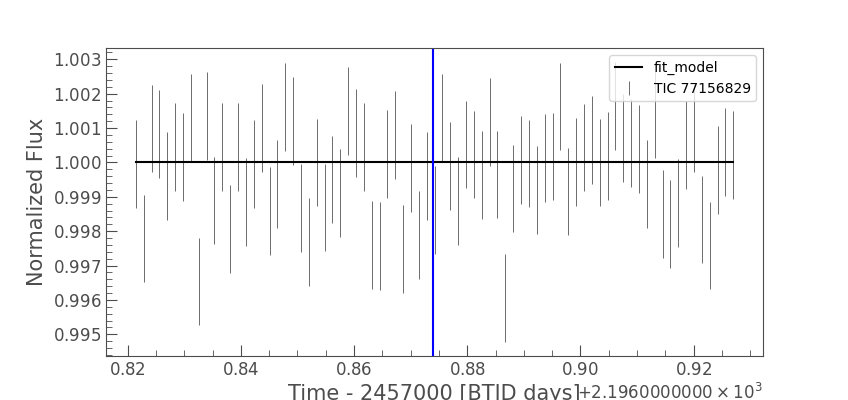 1.003
1.002
1.001
1.000
0.999
0.998
0.997
0.996
0.995
Normalized Flux
fit_model
TIC 77156829
0.82 0.84 0.86 0.88 0.90 0.92
Time - 2457000 [BTJD days]
+2.1960000000×10³